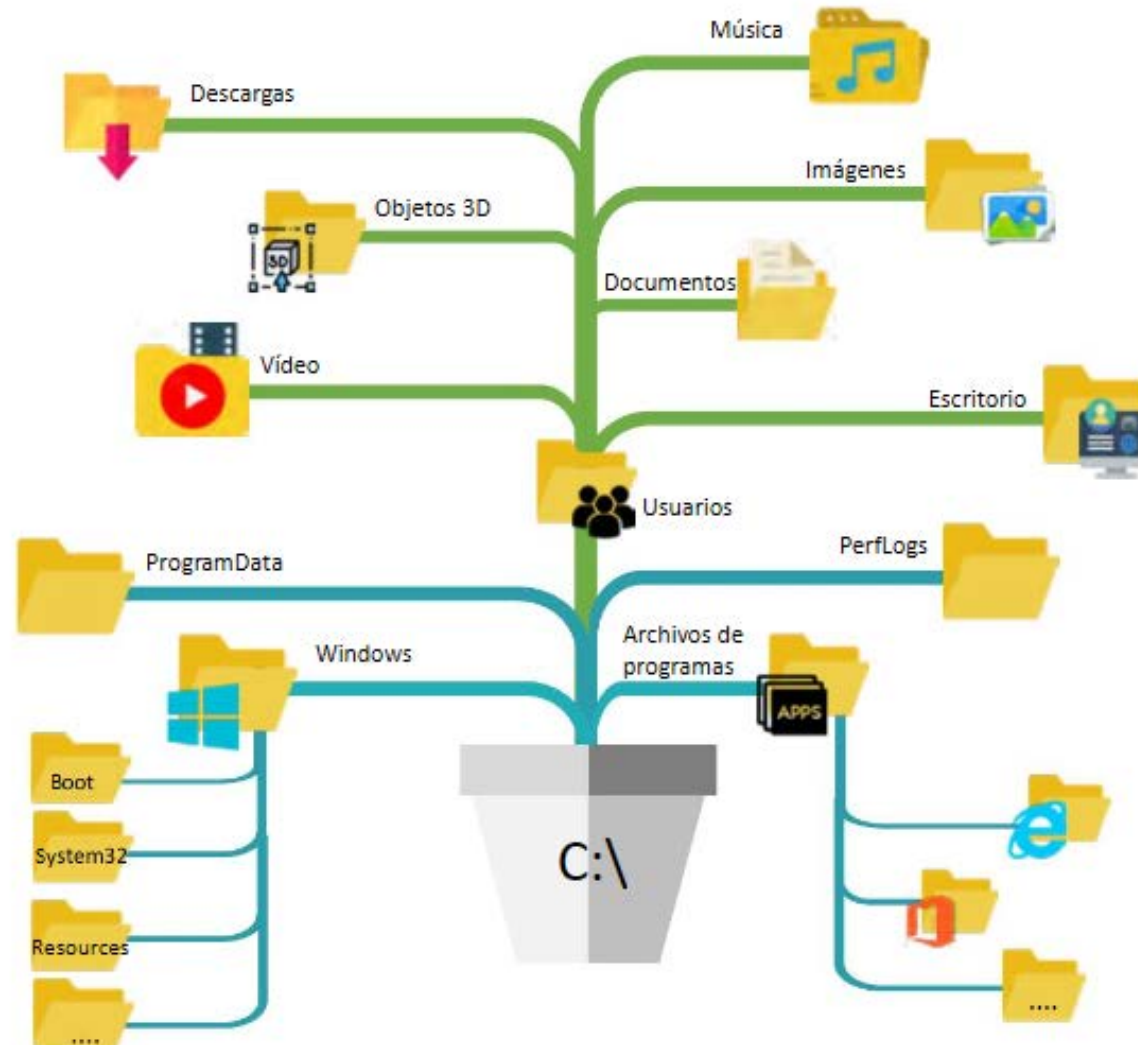 Música
Descargas
Imágenes
Objetos 3D
3D
Documentos
Vídeo
Escritorio
Usuarios
ProgramData
PerfLogs
Windows
Archivos de
programas
APPS
Boot
System32
Resources
....
C:\
....